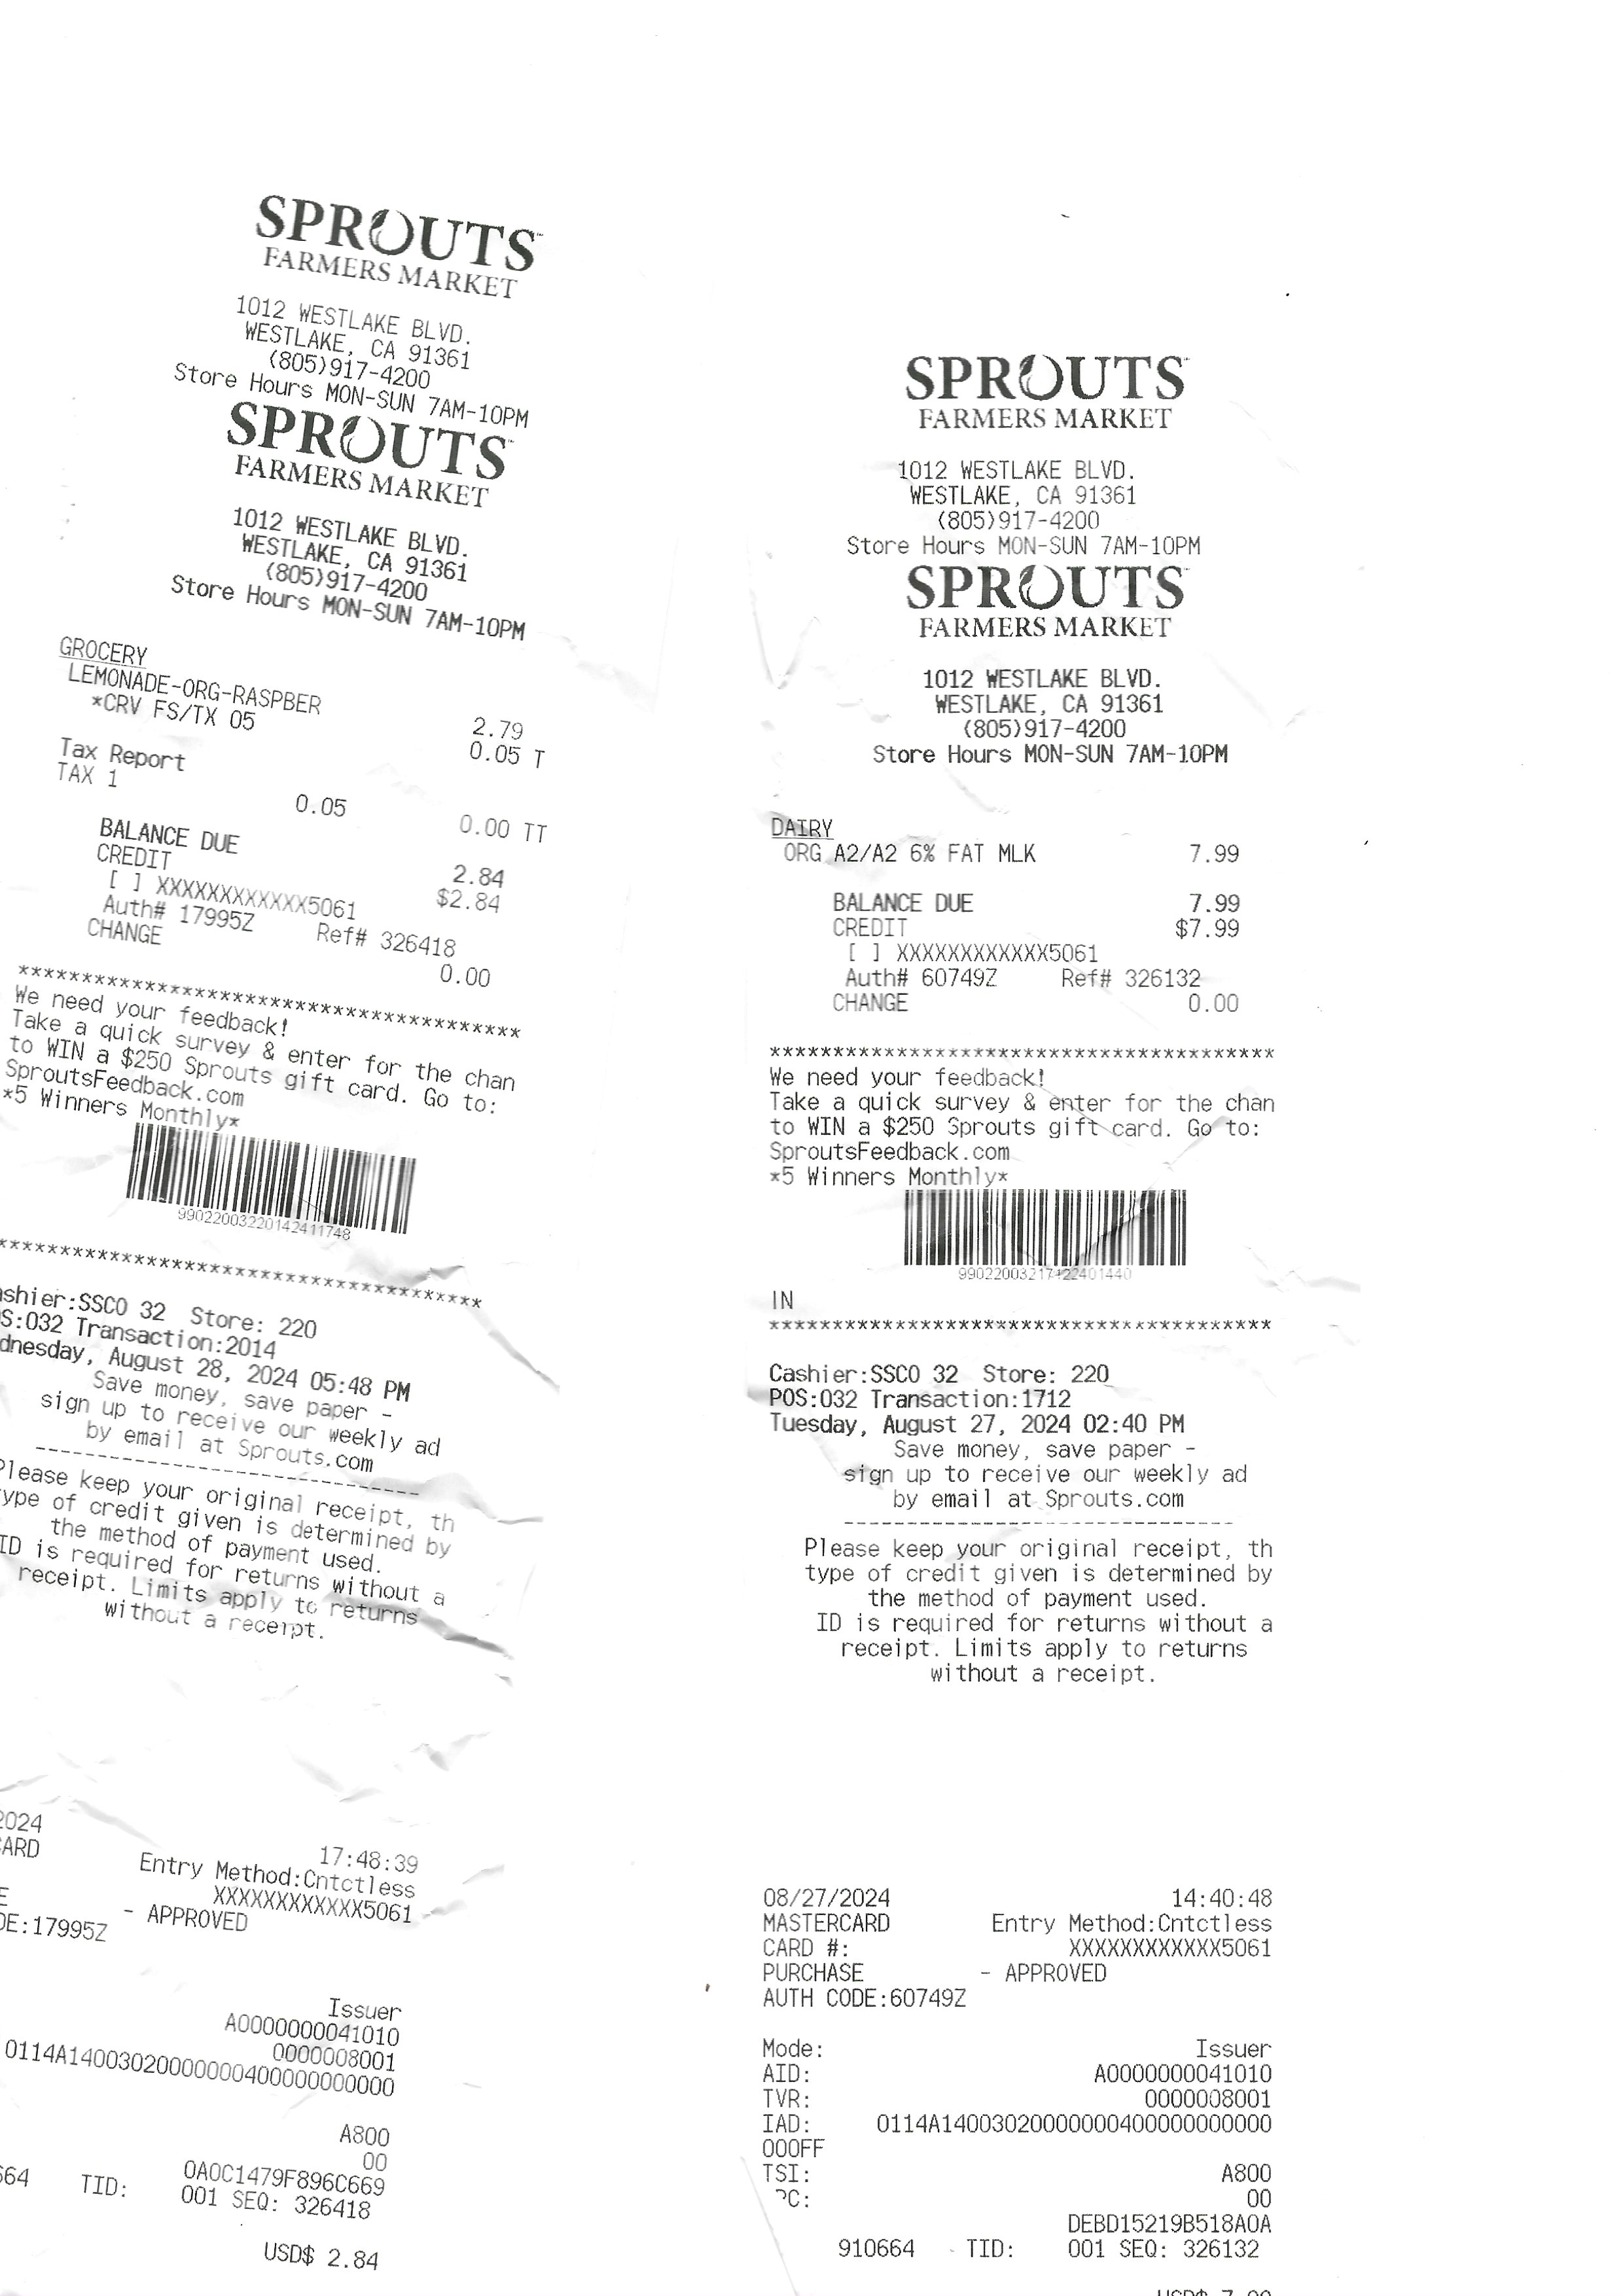 SPROUTS
FARMERS MARKET
1012 WESTLAKE BLVD.
WESTLAKE, CA 91361
(805)917-4200
Store Hours MON-SUN 7AM-10PM
SPROUTS
FARMERS MARKET
1012 WESTLAKE BLVD.
WESTLAKE, CA 91361
(805)917-4200
Store Hours MON-SUN 7AM-10PM
GROCERY
LEMONADE-ORG-RASPBER 2.79
*CRV FS/TX 05 0.05 T
Tax Report
TAX 1 0.05 0.00 TT
BALANCE DUE 2.84
CREDIT $2.84
[ ] XXXXXXXXXXXX5061
Auth# 17995Z Ref# 326418
CHANGE 0.00
****************************************
We need your feedback!
Take a quick survey & enter for the chan
to WIN a $250 Sprouts gift card. Go to:
SproutsFeedback.com
*5 Winners Monthly*
99022003220142411748
****************************************
ashier:SSCO 32 Store: 220
S:032 Transaction:2014
dnesday, August 28, 2024 05:48 PM
Save money, save paper -
sign up to receive our weekly ad
by email at Sprouts.com
-------------------------------
Please keep your original receipt, th
ype of credit given is determined by
the method of payment used.
ID is required for returns without a
receipt. Limits apply to returns
without a receipt.
2024 17:48:39
CARD Entry Method:Cntctless
XXXXXXXXXXXX5061
E - APPROVED
DE:17995Z
Issuer
A0000000041010
0000008001
0114A1400302000000040000000000
A800
00
0A0C1479F896C669
664 TID: 001 SEQ: 326418
USD$ 2.84
SPROUTS
FARMERS MARKET
1012 WESTLAKE BLVD.
WESTLAKE, CA 91361
(805)917-4200
Store Hours MON-SUN 7AM-10PM
SPROUTS
FARMERS MARKET
1012 WESTLAKE BLVD.
WESTLAKE, CA 91361
(805)917-4200
Store Hours MON-SUN 7AM-10PM
DAIRY
ORG A2/A2 6% FAT MLK 7.99
BALANCE DUE 7.99
CREDIT $7.99
[ ] XXXXXXXXXXXX5061
Auth# 60749Z Ref# 326132
CHANGE 0.00
****************************************
We need your feedback!
Take a quick survey & enter for the chan
to WIN a $250 Sprouts gift card. Go to:
SproutsFeedback.com
*5 Winners Monthly*
99022003217122401440
IN
****************************************
Cashier:SSCO 32 Store: 220
POS:032 Transaction:1712
Tuesday, August 27, 2024 02:40 PM
Save money, save paper -
sign up to receive our weekly ad
by email at Sprouts.com
-------------------------------
Please keep your original receipt, th
type of credit given is determined by
the method of payment used.
ID is required for returns without a
receipt. Limits apply to returns
without a receipt.
08/27/2024 14:40:48
MASTERCARD Entry Method:Cntctless
CARD #: XXXXXXXXXXXX5061
PURCHASE - APPROVED
AUTH CODE:60749Z
Mode: Issuer
AID: A0000000041010
TVR: 0000008001
IAD: 0114A1400302000000040000000000
000FF
TSI: A800
PC: 00
DEBD15219B518A0A
910664 TID: 001 SEQ: 326132